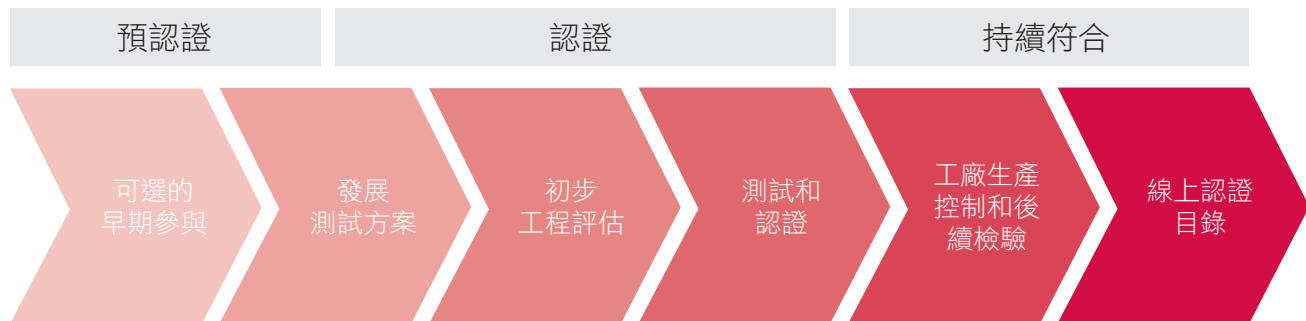 預認證
認證
持續符合
可選的
早期參與
發展
測試方案
初步
工程評估
測試和
認證
工廠生產
控制和後
續檢驗
線上認證
目錄